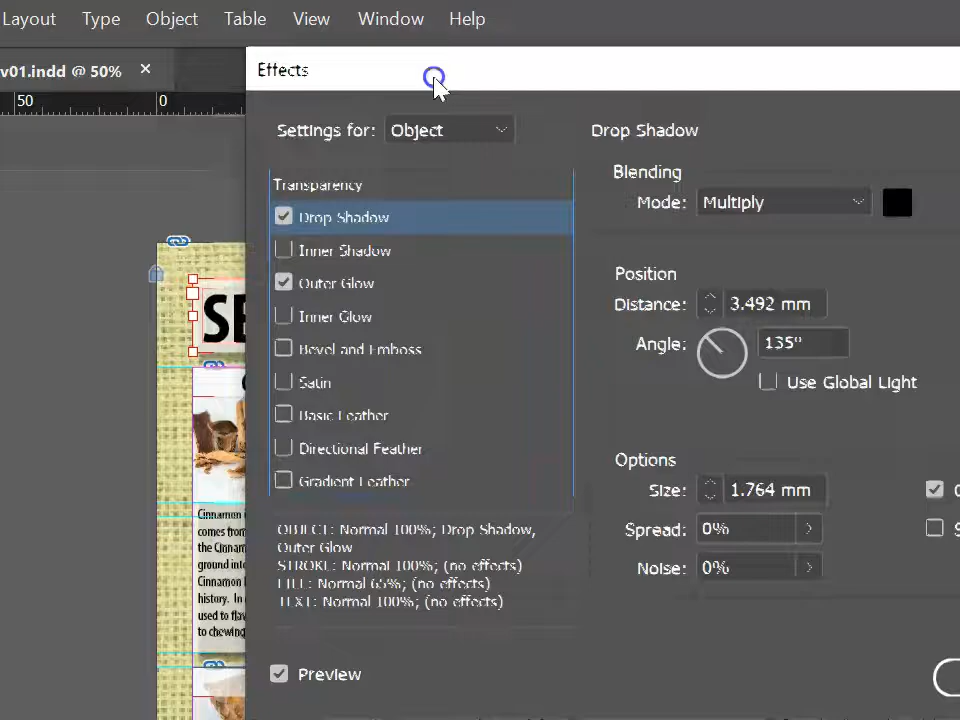 Layout Type Object Table View Window Help
v01.indd @ 50% ×
50 0
Effects
Settings for: Object
Drop Shadow
Transparency
Drop Shadow
Inner Shadow
Outer Glow
Inner Glow
Bevel and Emboss
Satin
Basic Feather
Directional Feather
Gradient Feather
OBJECT: Normal 100%; Drop Shadow,
Outer Glow
STROKE: Normal 100%; (no effects)
FILL: Normal 65%; (no effects)
TEXT: Normal 100%; (no effects)
Preview
Blending
Mode: Multiply
Position
Distance: 3.492 mm
Angle: 135°
Use Global Light
Options
Size: 1.764 mm
Spread: 0%
Noise: 0%
SE
Cinnamon
comes from
the Cinnam
ground into
Cinnamon
history. In
used to flav
to chewing